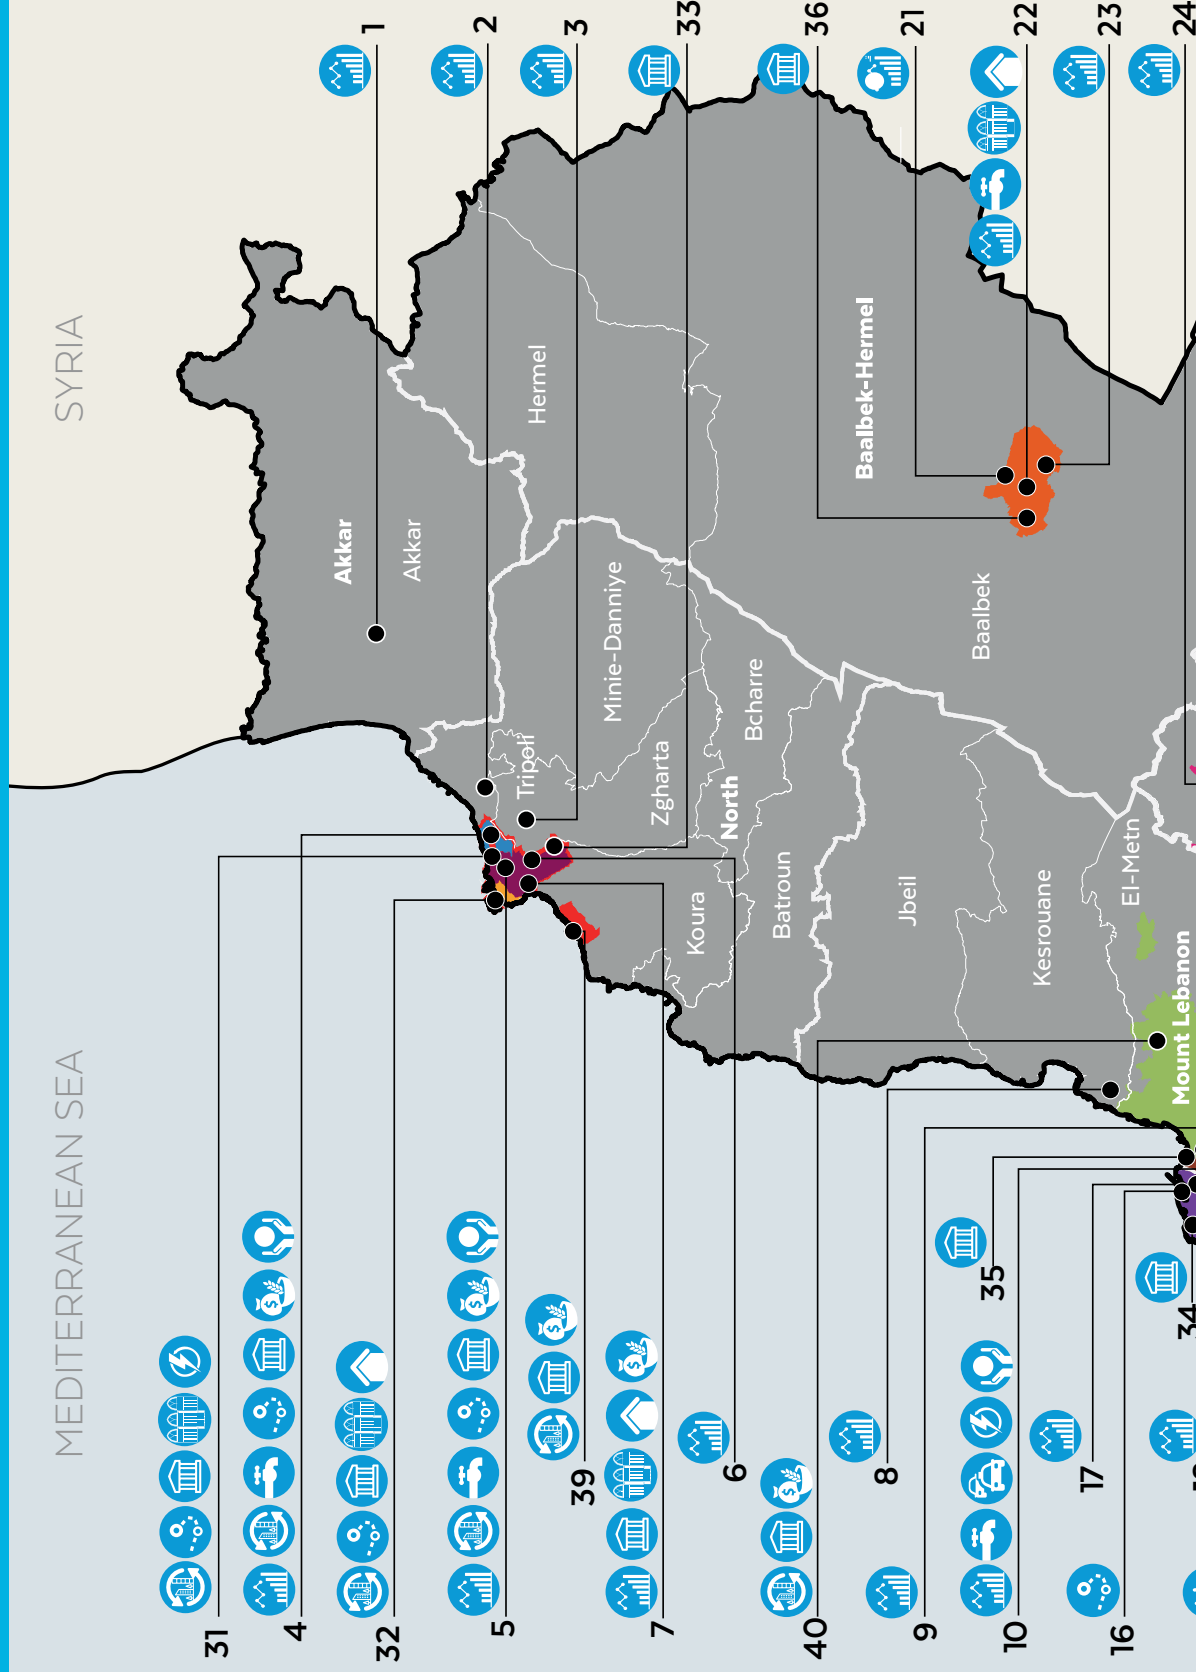 MEDITERRANEAN SEA
SYRIA
31
4
32
5
39
7
6
40
8
9
35
10
17
16
34
1
2
3
33
36
21
22
23
24
Akkar
Akkar
Hermel
Tripoli
Minie-Danniye
Zgharta
Bcharre
North
Koura
Batroun
Baalbek-Hermel
Baalbek
Jbeil
Kesrouane
El-Metn
Mount Lebanon